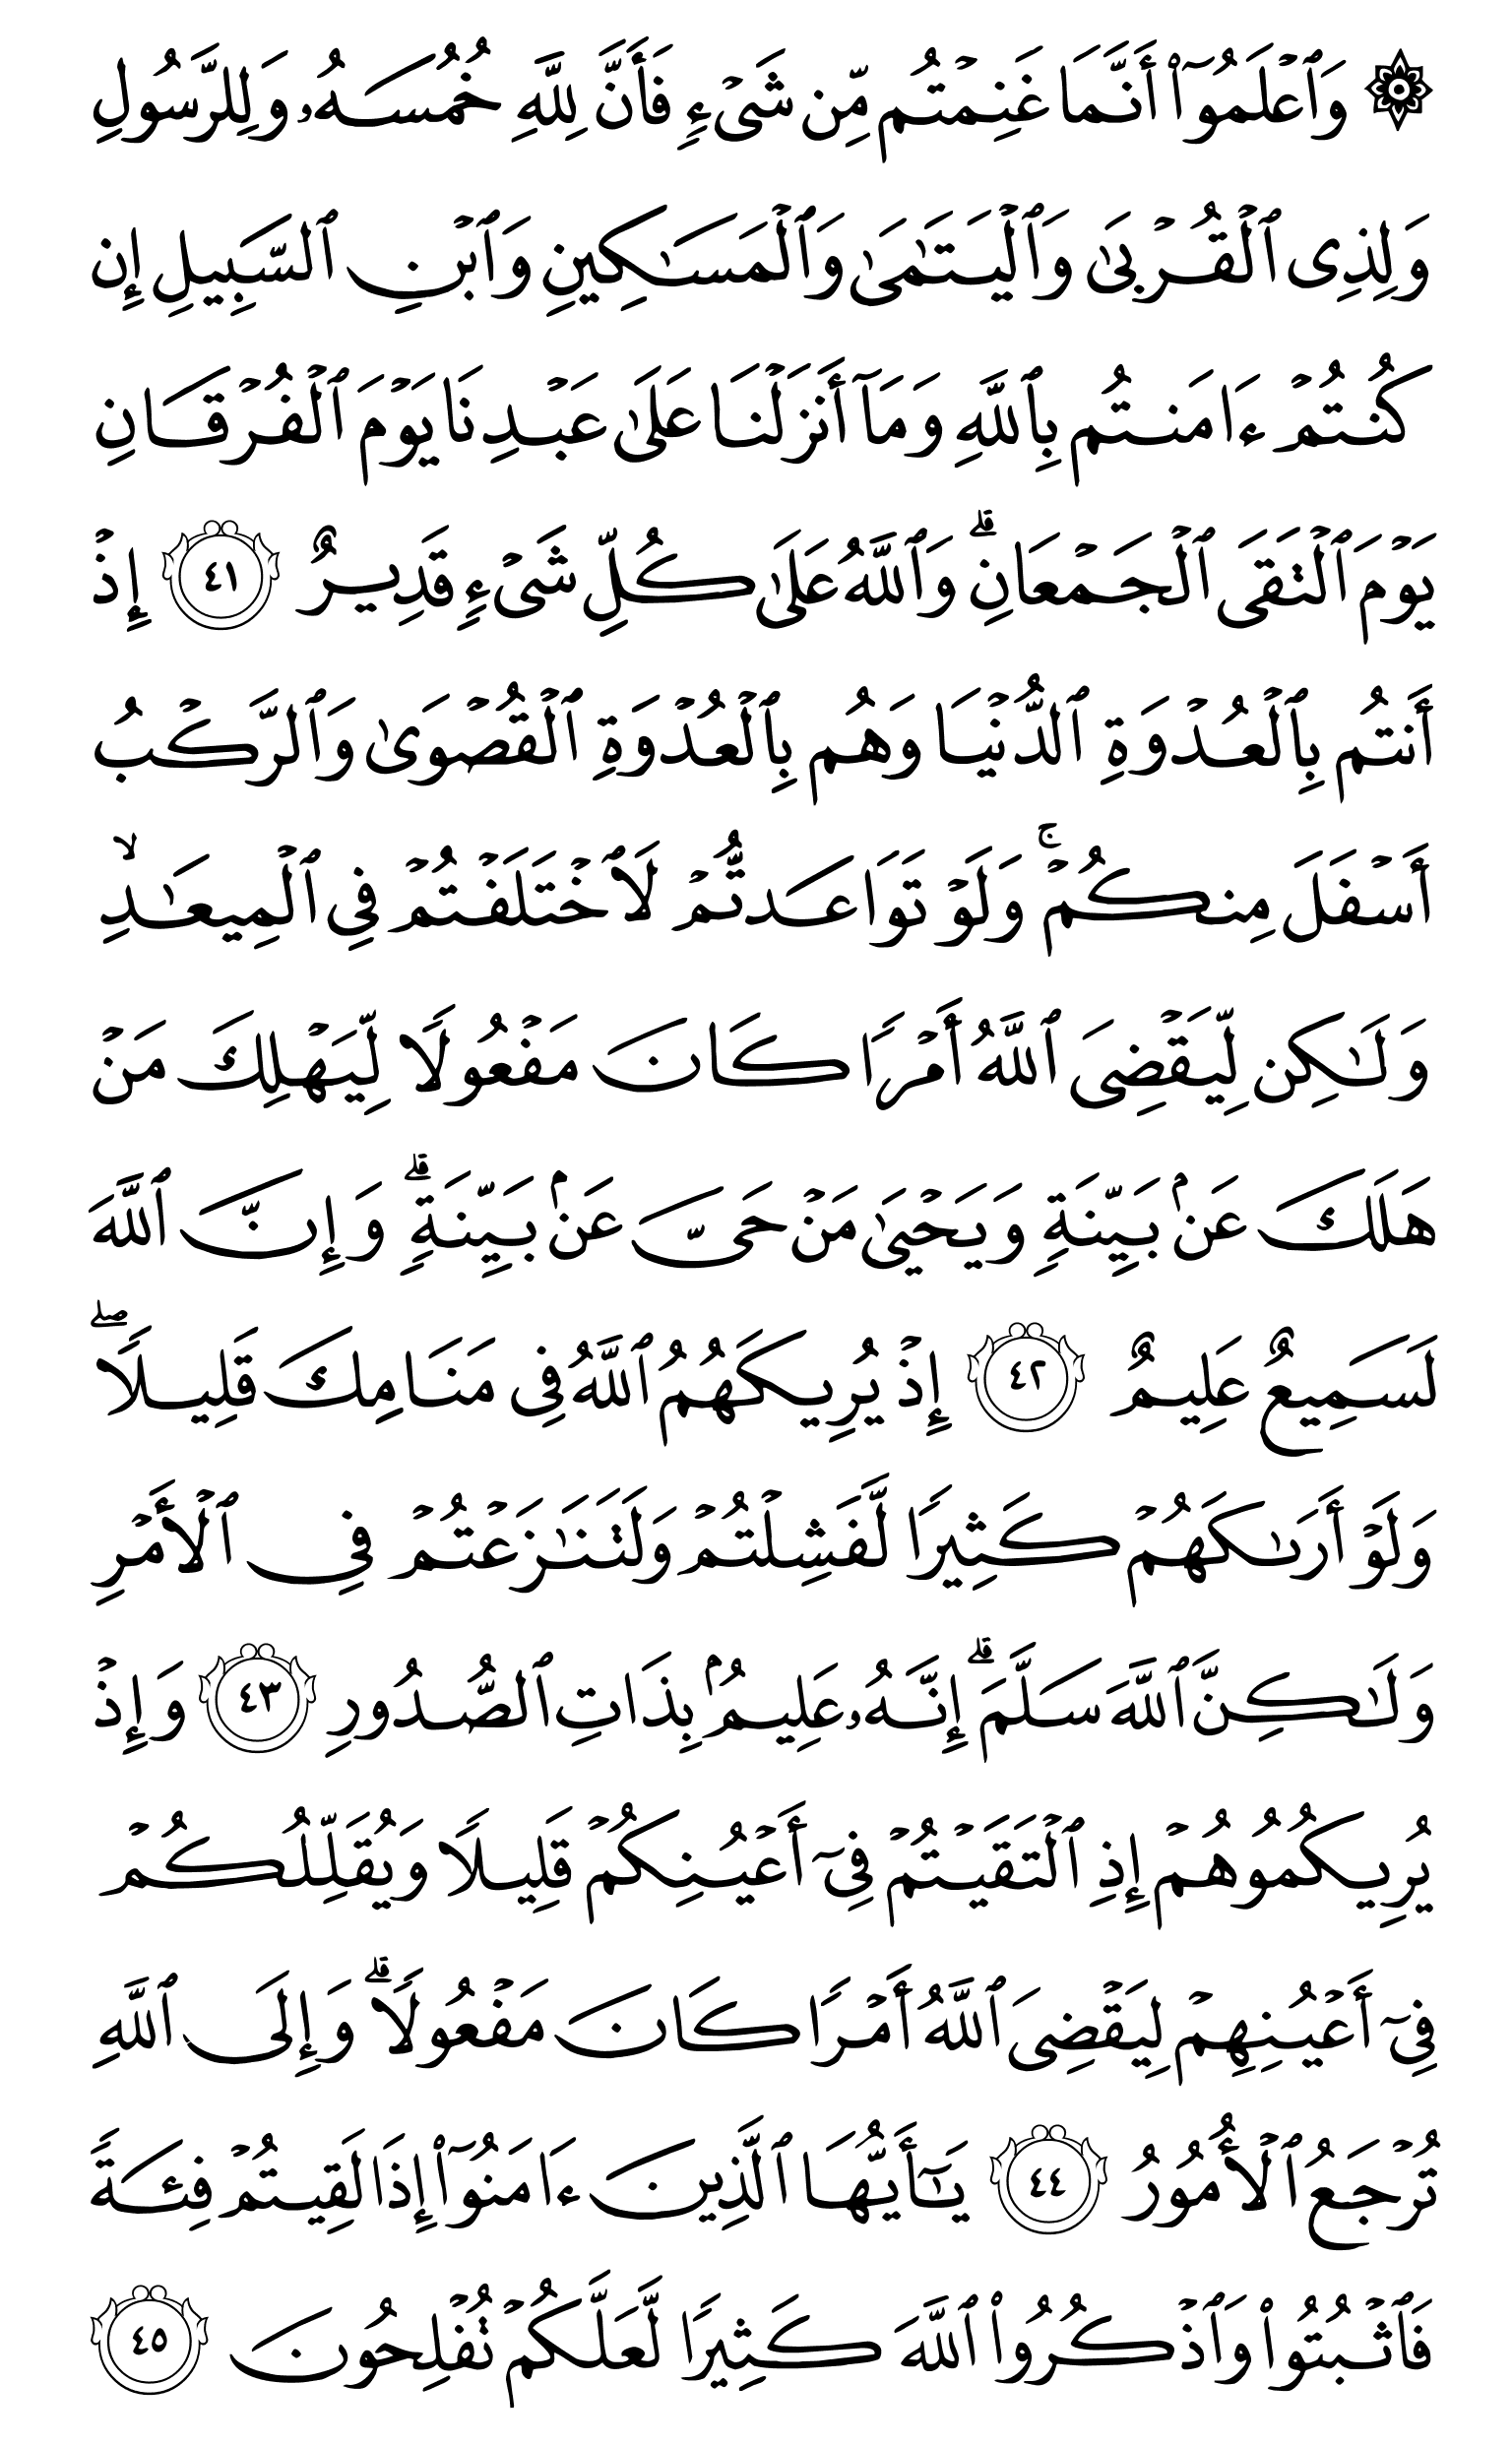 ۞ وَٱعْلَمُوٓا۟ أَنَّمَا غَنِمْتُم مِّن شَىْءٍ فَأَنَّ لِلَّهِ خُمُسَهُۥ وَلِلرَّسُولِ
وَلِذِى ٱلْقُرْبَىٰ وَٱلْيَتَـٰمَىٰ وَٱلْمَسَـٰكِينِ وَٱبْنِ ٱلسَّبِيلِ إِن
كُنتُمْ ءَامَنتُم بِٱللَّهِ وَمَآ أَنزَلْنَا عَلَىٰ عَبْدِنَا يَوْمَ ٱلْفُرْقَانِ
يَوْمَ ٱلْتَقَى ٱلْجَمْعَانِ ۗ وَٱللَّهُ عَلَىٰ كُلِّ شَىْءٍ قَدِيرٌ ٤١ إِذْ
أَنتُم بِٱلْعُدْوَةِ ٱلدُّنْيَا وَهُم بِٱلْعُدْوَةِ ٱلْقُصْوَىٰ وَٱلرَّكْبُ
أَسْفَلَ مِنكُمْ ۚ وَلَوْ تَوَاعَدتُّمْ لَٱخْتَلَفْتُمْ فِى ٱلْمِيعَـٰدِ ۙ
وَلَـٰكِن لِّيَقْضِىَ ٱللَّهُ أَمْرًا كَانَ مَفْعُولًا لِّيَهْلِكَ مَنْ
هَلَكَ عَنۢ بَيِّنَةٍ وَيَحْيَىٰ مَنْ حَىَّ عَنۢ بَيِّنَةٍ ۗ وَإِنَّ ٱللَّهَ
لَسَمِيعٌ عَلِيمٌ ٤٢ إِذْ يُرِيكَهُمُ ٱللَّهُ فِى مَنَامِكَ قَلِيلًا ۖ
وَلَوْ أَرَىٰكَهُمْ كَثِيرًا لَّفَشِلْتُمْ وَلَتَنَـٰزَعْتُمْ فِى ٱلْأَمْرِ
وَلَـٰكِنَّ ٱللَّهَ سَلَّمَ ۗ إِنَّهُۥ عَلِيمٌۢ بِذَاتِ ٱلصُّدُورِ ٤٣ وَإِذْ
يُرِيكُمُوهُمْ إِذِ ٱلْتَقَيْتُمْ فِىٓ أَعْيُنِكُمْ قَلِيلًا وَيُقَلِّلُكُمْ
فِىٓ أَعْيُنِهِمْ لِيَقْضِىَ ٱللَّهُ أَمْرًا كَانَ مَفْعُولًا ۗ وَإِلَى ٱللَّهِ
تُرْجَعُ ٱلْأُمُورُ ٤٤ يَـٰٓأَيُّهَا ٱلَّذِينَ ءَامَنُوٓا۟ إِذَا لَقِيتُمْ فِئَةً
فَٱثْبُتُوا۟ وَٱذْكُرُوا۟ ٱللَّهَ كَثِيرًا لَّعَلَّكُمْ تُفْلِحُونَ ٤٥